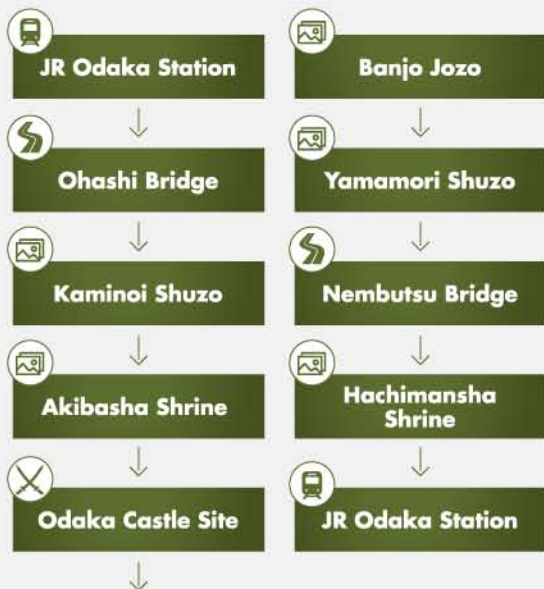 JR Odaka Station
Ohashi Bridge
Kaminoi Shuzo
Akibasha Shrine
Odaka Castle Site
Banjo Jozo
Yamamori Shuzo
Nembutsu Bridge
Hachimansha
Shrine
JR Odaka Station